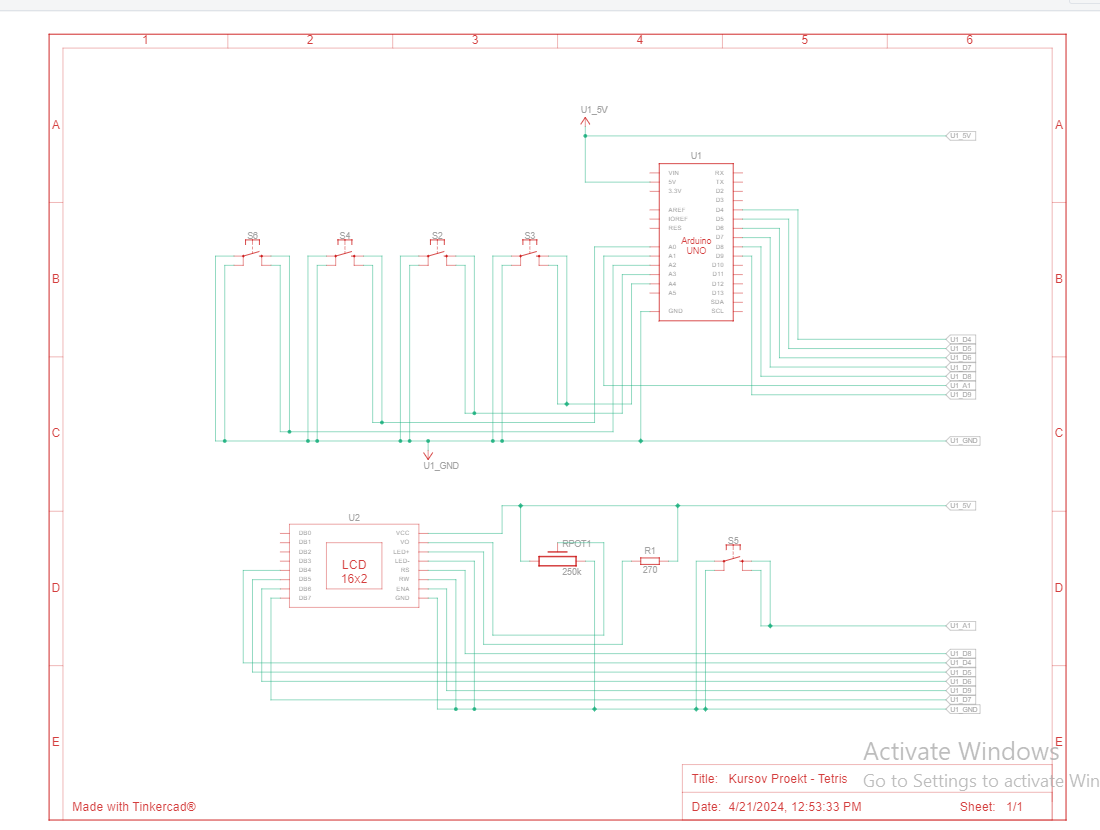 1 2 3 4 5 6
A A
U1_5V
U1_5V
U1
VIN RX
5V TX
3.3V D2
D3
AREF D4
IOREF D5
RES D6
D7
Arduino
UNO
A0 D8
A1 D9
A2 D10
A3 D11
A4 D12
A5 D13
SDA
GND SCL
S6 S4 S2 S3
B B
U1_D4
U1_D5
U1_D6
U1_D7
U1_D8
U1_A1
U1_D9
C C
U1_GND
U1_GND
U1_5V
U2
DB0 VCC
DB1 VO
DB2 LED+
DB3 LED-
DB4 RS
DB5 RW
DB6 ENA
DB7 GND
LCD
16x2
RPOT1
250k
R1
270
S5
D D
U1_A1
U1_D8
U1_D4
U1_D5
U1_D6
U1_D9
U1_D7
U1_GND
E E
Activate Windows
Go to Settings to activate Win
Title: Kursov Proekt - Tetris
Made with Tinkercad®
Date: 4/21/2024, 12:53:33 PM
Sheet: 1/1